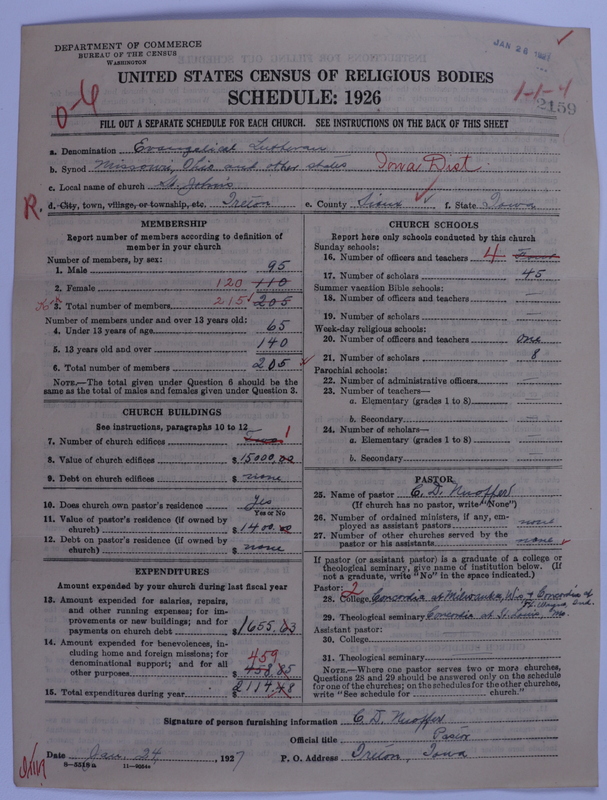 DEPARTMENT OF COMMERCE
BUREAU OF THE CENSUS
WASHINGTON
JAN 26 1927
UNITED STATES CENSUS OF RELIGIOUS BODIES
SCHEDULE: 1926
0-6
1-1-4
2159
FILL OUT A SEPARATE SCHEDULE FOR EACH CHURCH. SEE INSTRUCTIONS ON THE BACK OF THIS SHEET
a. Denomination Evangelical Lutheran
b. Synod Missouri, Ohio and other states Iowa Dist
c. Local name of church St. John's
R. d. City, town, village, or township, etc. Ireton e. County Sioux f. State Iowa
MEMBERSHIP
Report number of members according to definition of
member in your church
Number of members, by sex:
1. Male 95
2. Female 120 110
3. Total number of members 215 205
Number of members under and over 13 years old:
4. Under 13 years of age 65
5. 13 years old and over 140
6. Total number of members 205
NOTE.—The total given under Question 6 should be
same as the total of males and females given under Question 3.
CHURCH BUILDINGS
See instructions, paragraphs 10 to 12
7. Number of church edifices 1
8. Value of church edifices $15000.00
9. Debt on church edifices $ none
10. Does church own pastor's residence? Yes
Yes or No
11. Value of pastor's residence (if owned by
church) $1400.00
12. Debt on pastor's residence (if owned by
church) $ none
EXPENDITURES
Amount expended by your church during last fiscal year
13. Amount expended for salaries, repairs,
and other running expenses; for im-
provements or new buildings; and for
payments on church debt $1655.63
14. Amount expended for benevolences, in-
cluding home and foreign missions; for
denominational support; and for all
other purposes 459 $458.85
15. Total expenditures during year $2114.48
CHURCH SCHOOLS
Report here only schools conducted by this church
Sunday schools:
16. Number of officers and teachers 4 Four
17. Number of scholars 45
Summer vacation Bible schools:
18. Number of officers and teachers —
19. Number of scholars —
Week-day religious schools:
20. Number of officers and teachers one
21. Number of scholars 8
Parochial schools:
22. Number of administrative officers —
23. Number of teachers—
a. Elementary (grades 1 to 8) —
b. Secondary —
24. Number of scholars—
a. Elementary (grades 1 to 8) —
b. Secondary —
PASTOR
25. Name of pastor C. D. Nuoffer
(If church has no pastor, write "None")
26. Number of ordained ministers, if any, em-
ployed as assistant pastors none
27. Number of other churches served by the
pastor or his assistants none
If pastor (or assistant pastor) is a graduate of a college or
theological seminary, give name of institution below. (If
not a graduate, write "No" in the space indicated.)
Pastor: 2
28. College Concordia at Milwaukee, Wis + Concordia at
Ft. Wayne, Ind.
29. Theological seminary Concordia at St. Louis, Mo.
Assistant pastor:
30. College
31. Theological seminary
NOTE.—Where one pastor serves two or more churches,
Questions 28 and 29 should be answered only on the schedule
for one of the churches; on the schedules for the other churches,
write "See schedule for church."
Signature of person furnishing information C. D. Nuoffer
Official title Pastor
Date Jan. 24, 1927 P. O. Address Ireton, Iowa
8-5518a 11-9064a